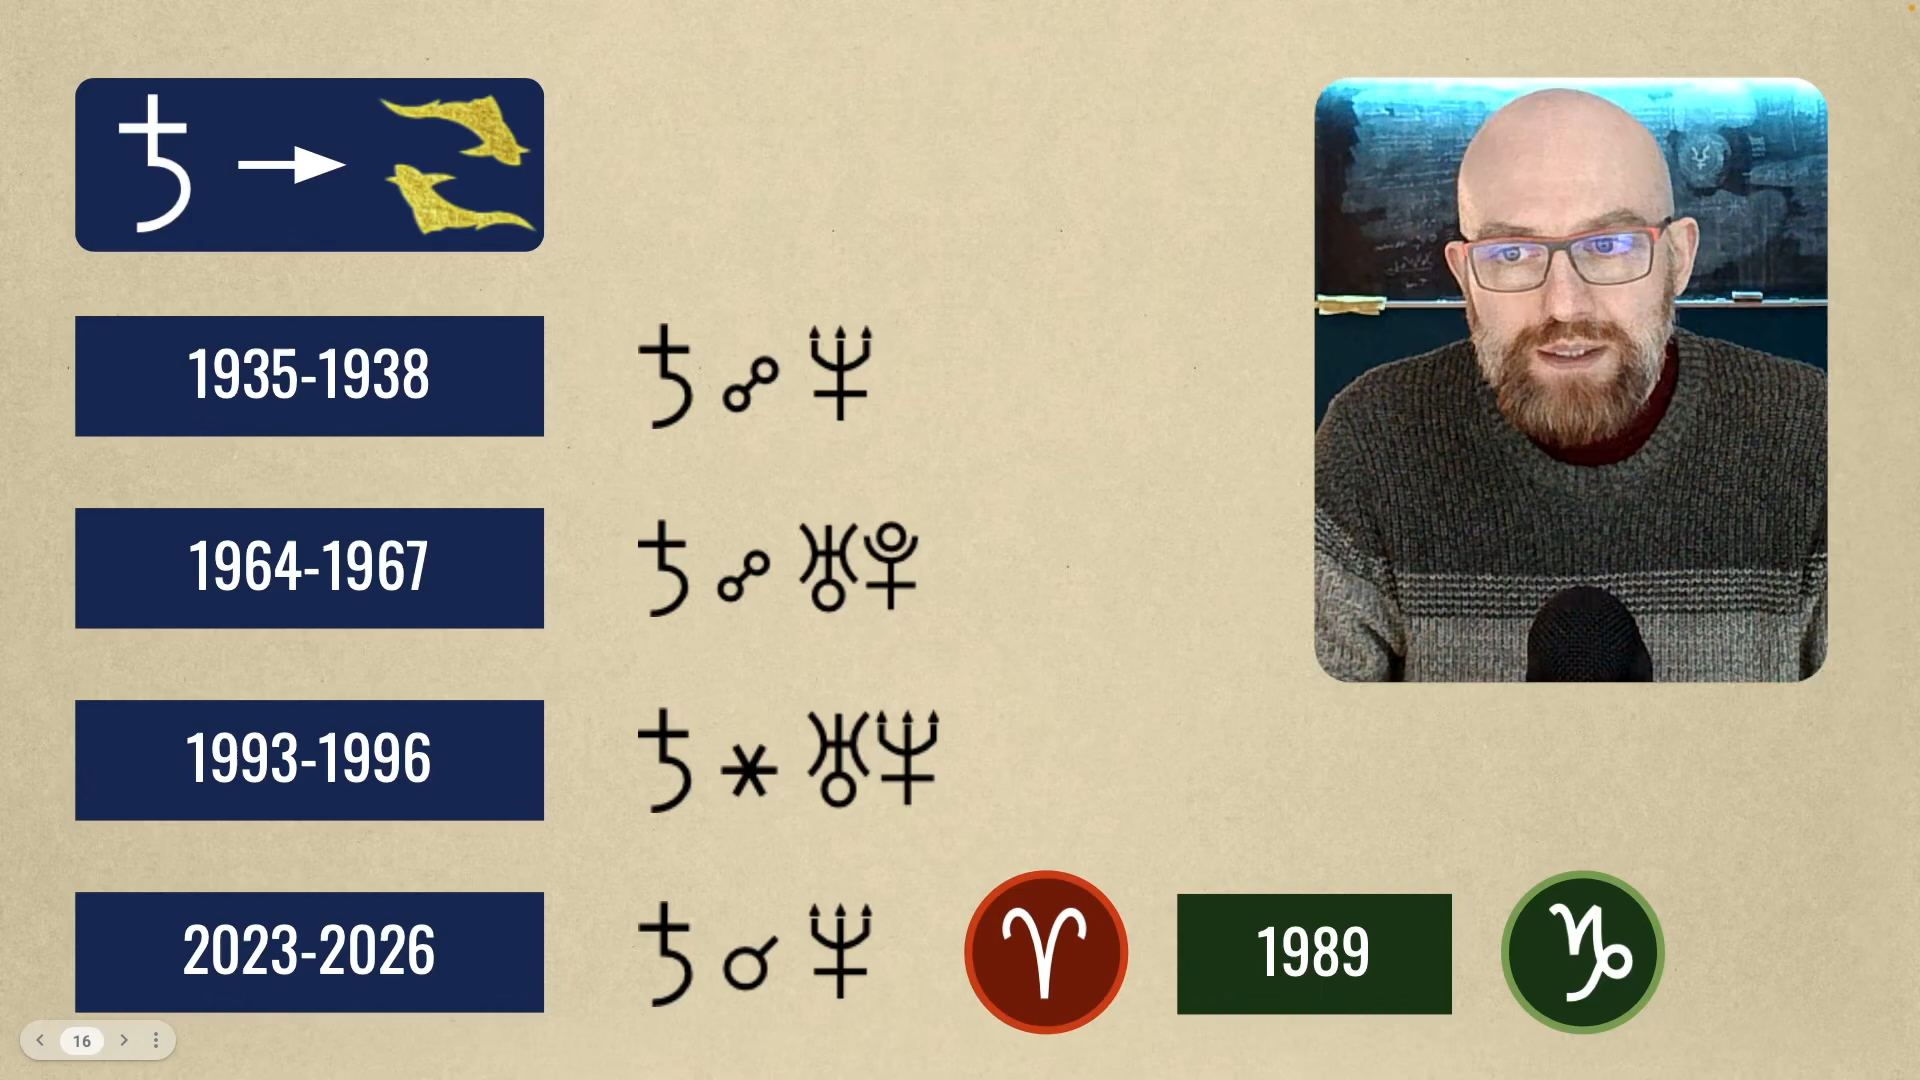 ♄ →
1935-1938 ♄ ☍ ♆
1964-1967 ♄ ☍ ♅ ♇
1993-1996 ♄ ⚹ ♅ ♆
2023-2026 ♄ ☌ ♆ ♈ 1989 ♑
16